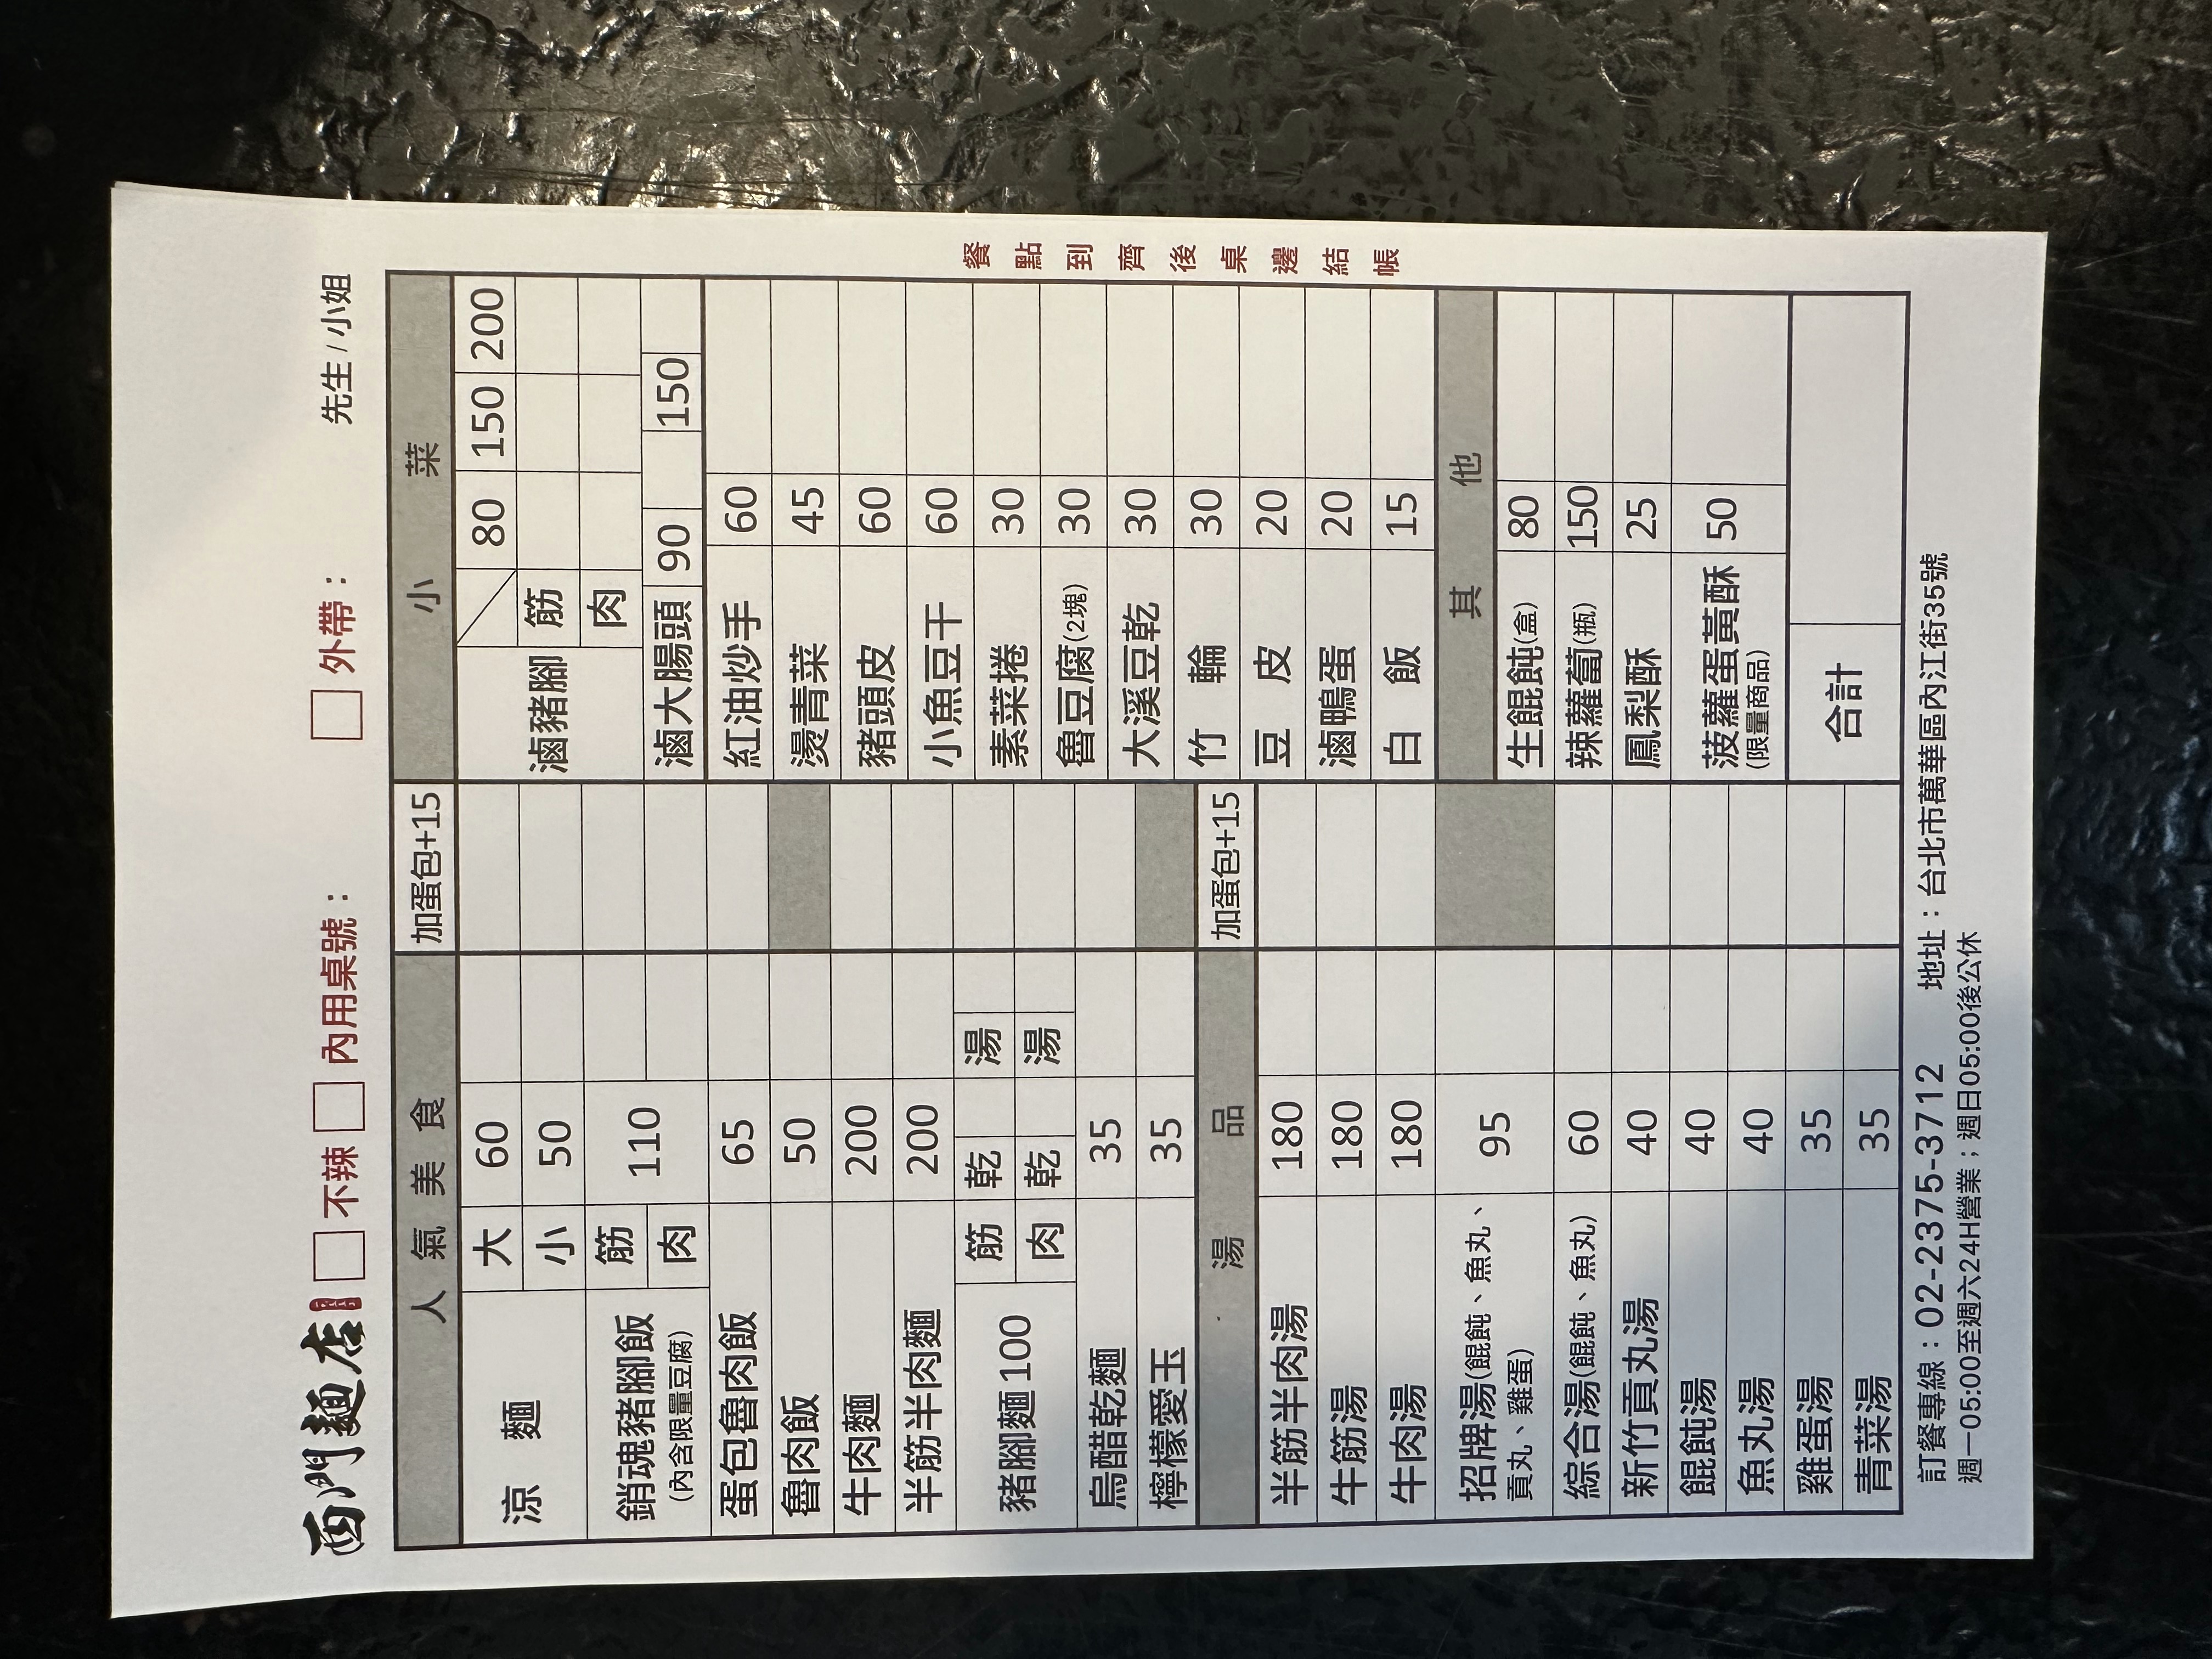 西門麵店 不辣 內用桌號： 外帶： 先生 / 小姐
人氣美食 加蛋包+15
涼 麵 大 60
小 50
銷魂豬腳飯 筋 110
(內含限量豆腐) 肉
蛋包魯肉飯 65
魯肉飯 50
牛肉麵 200
半筋半肉麵 200
豬腳麵100 筋 乾 湯
肉 乾 湯
烏醋乾麵 35
檸檬愛玉 35
湯品 加蛋包+15
半筋半肉湯 180
牛筋湯 180
牛肉湯 180
招牌湯(餛飩、魚丸、 95
貢丸、雞蛋)
綜合湯(餛飩、魚丸) 60
新竹貢丸湯 40
餛飩湯 40
魚丸湯 40
雞蛋湯 35
青菜湯 35
小菜
滷豬腳 80 150 200
筋
肉
滷大腸頭 90 150
紅油炒手 60
燙青菜 45
豬頭皮 60
小魚豆干 60
素菜捲 30
魯豆腐(2塊) 30
大溪豆乾 30
竹 輪 30
豆 皮 20
滷鴨蛋 20
白 飯 15
其他
生餛飩(盒) 80
辣蘿蔔(瓶) 150
鳳梨酥 25
菠蘿蛋黃酥 50
(限量商品)
合計
餐點到齊後桌邊結帳
訂餐專線：02-2375-3712 地址：台北市萬華區內江街35號
週一05:00至週六24H營業；週日05:00後公休